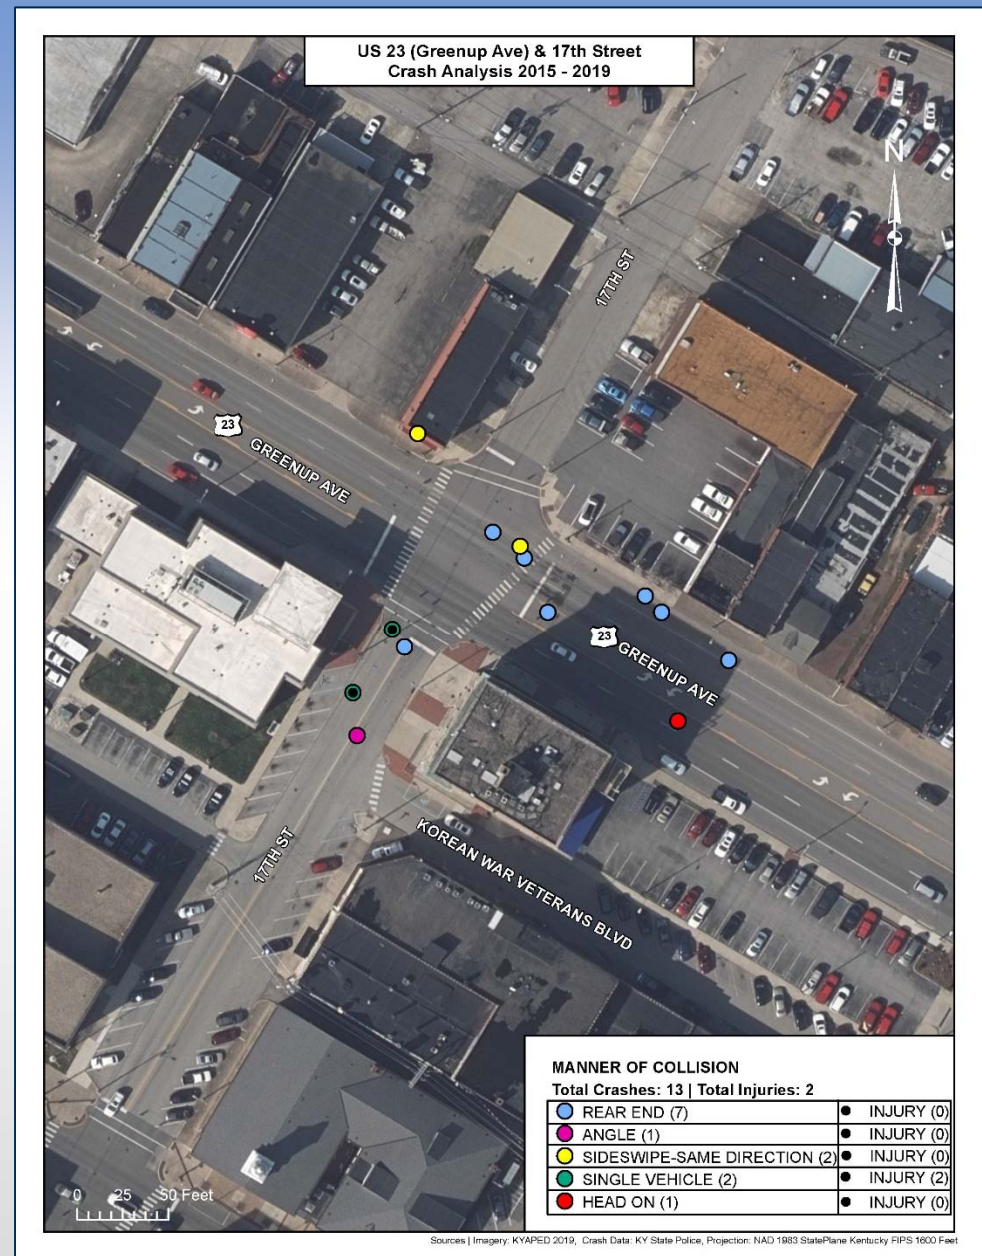 US 23 (Greenup Ave) & 17th Street
Crash Analysis 2015 - 2019
N
17TH ST
23
GREENUP AVE
23
GREENUP AVE
17TH ST
KOREAN WAR VETERANS BLVD
MANNER OF COLLISION
Total Crashes: 13 | Total Injuries: 2
REAR END (7) INJURY (0)
ANGLE (1) INJURY (0)
SIDESWIPE-SAME DIRECTION (2) INJURY (0)
SINGLE VEHICLE (2) INJURY (2)
HEAD ON (1) INJURY (0)
0 25 50 Feet
Sources | Imagery: KYAPED 2019, Crash Data: KY State Police, Projection: NAD 1983 StatePlane Kentucky FIPS 1600 Feet